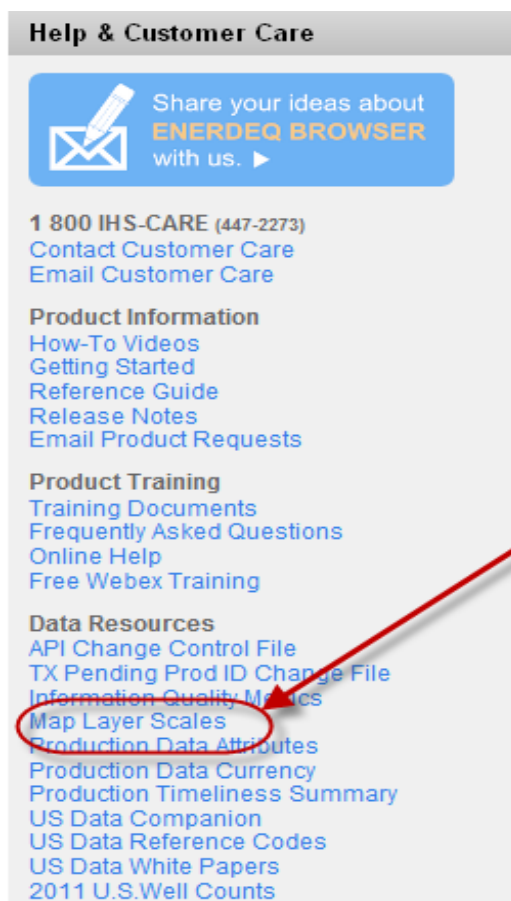 Help & Customer Care
Share your ideas about
ENERDEQ BROWSER
with us. ▶
1 800 IHS-CARE (447-2273)
Contact Customer Care
Email Customer Care
Product Information
How-To Videos
Getting Started
Reference Guide
Release Notes
Email Product Requests
Product Training
Training Documents
Frequently Asked Questions
Online Help
Free Webex Training
Data Resources
API Change Control File
TX Pending Prod ID Change File
Information Quality Metrics
Map Layer Scales
Production Data Attributes
Production Data Currency
Production Timeliness Summary
US Data Companion
US Data Reference Codes
US Data White Papers
2011 U.S.Well Counts